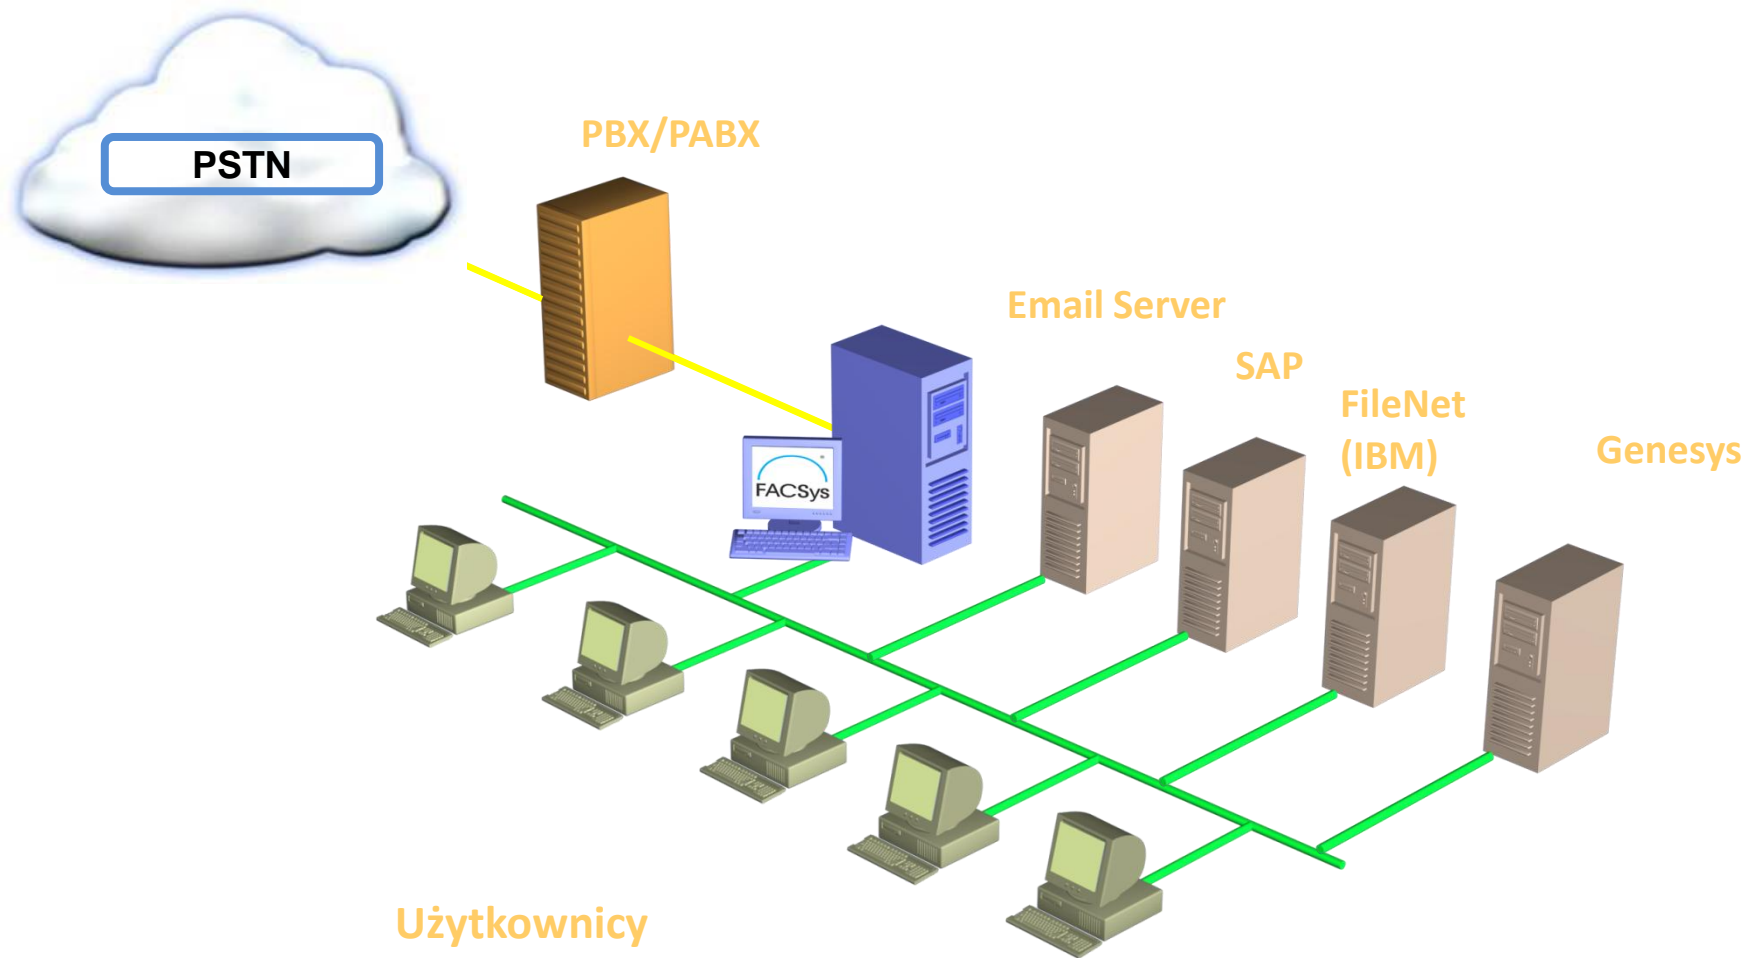 PSTN
PBX/PABX
Email Server
SAP
FileNet
(IBM)
Genesys
FACSys
Użytkownicy